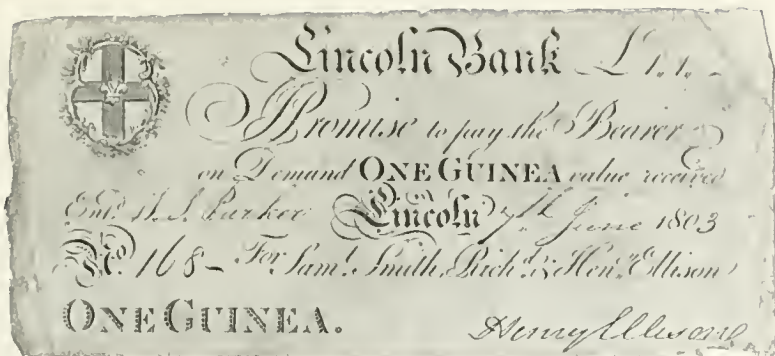 Lincoln Bank £1.1.-
I Promise to pay the Bearer
on Demand ONE GUINEA value received
Entd. Parker Lincoln 7th June 1803
No. 168- For Saml. Smith, Richd. & Heny. Ellison
ONE GUINEA. Henry Ellison